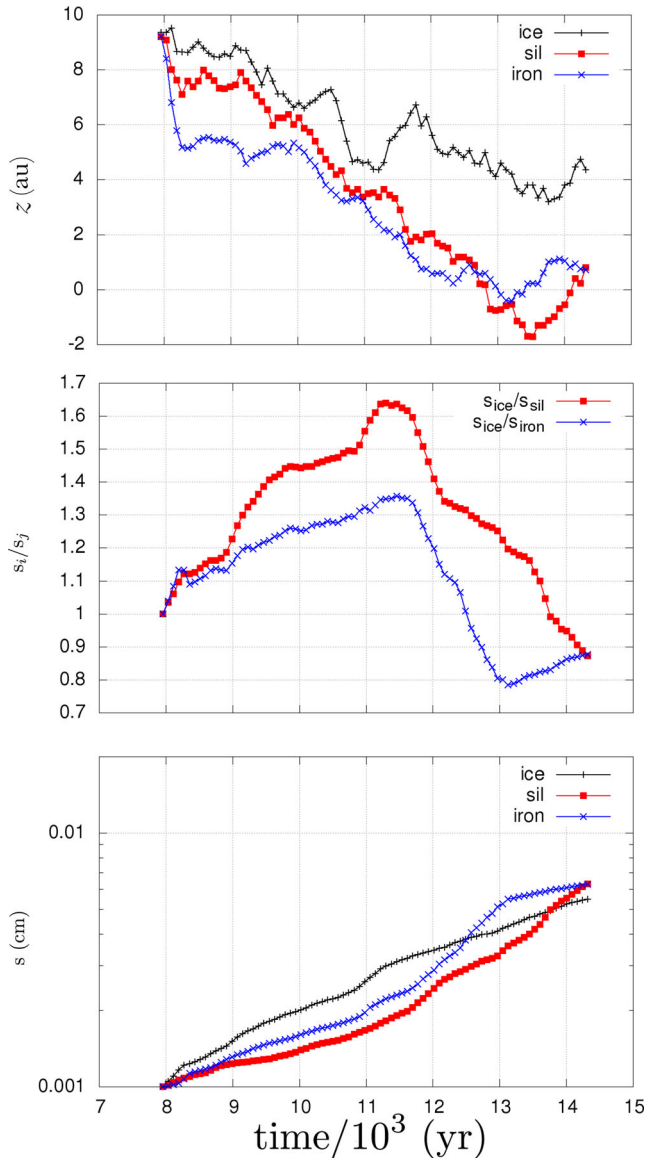 10
8
6
4
2
0
-2
z (au)
ice
sil
iron
1.7
1.6
1.5
1.4
1.3
1.2
1.1
1
0.9
0.8
0.7
s_i/s_j
s_ice/s_sil
s_ice/s_iron
0.01
0.001
s (cm)
ice
sil
iron
7 8 9 10 11 12 13 14 15
time/10³ (yr)